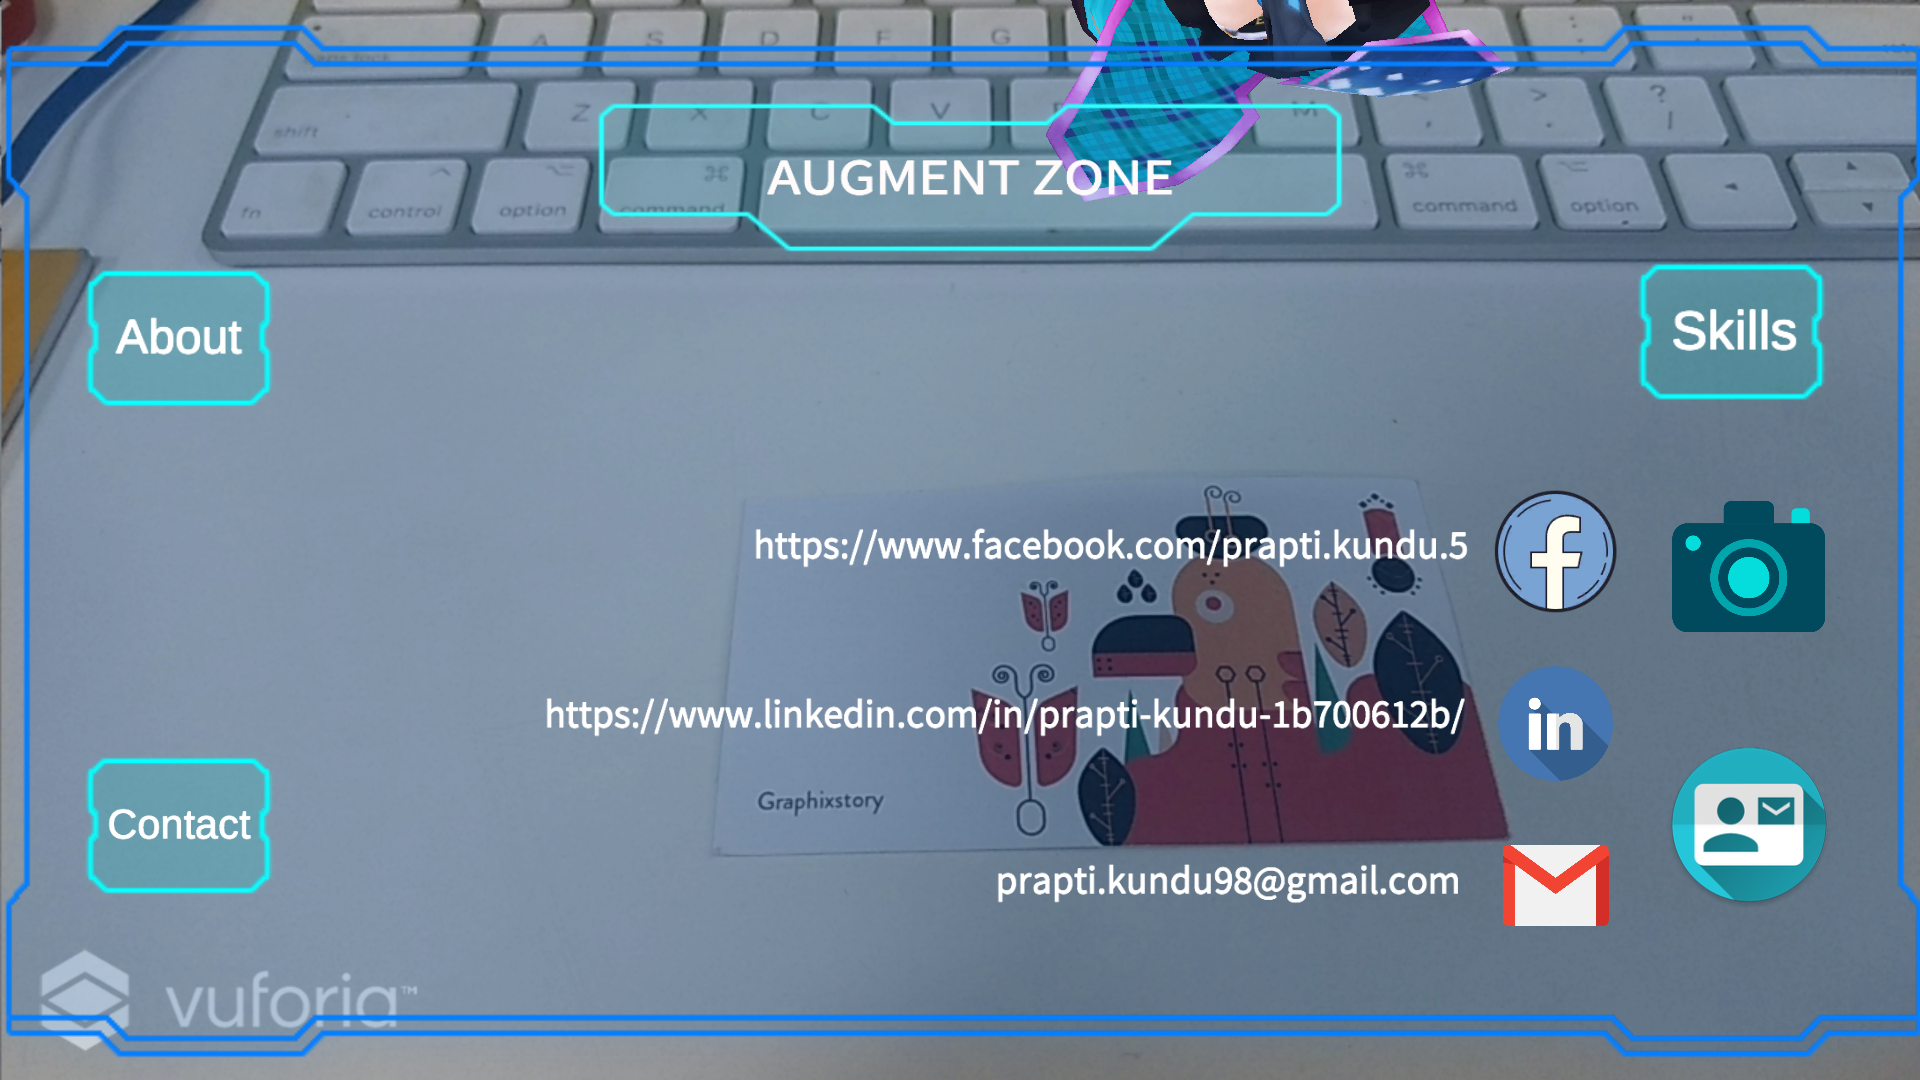 A S D F G
Z X C V M < > ?
, . /
shift
AUGMENT ZONE
fn control option command command option
About
Skills
https://www.facebook.com/prapti.kundu.5
f
https://www.linkedin.com/in/prapti-kundu-1b700612b/
in
Graphixstory
Contact
prapti.kundu98@gmail.com
vuforia™